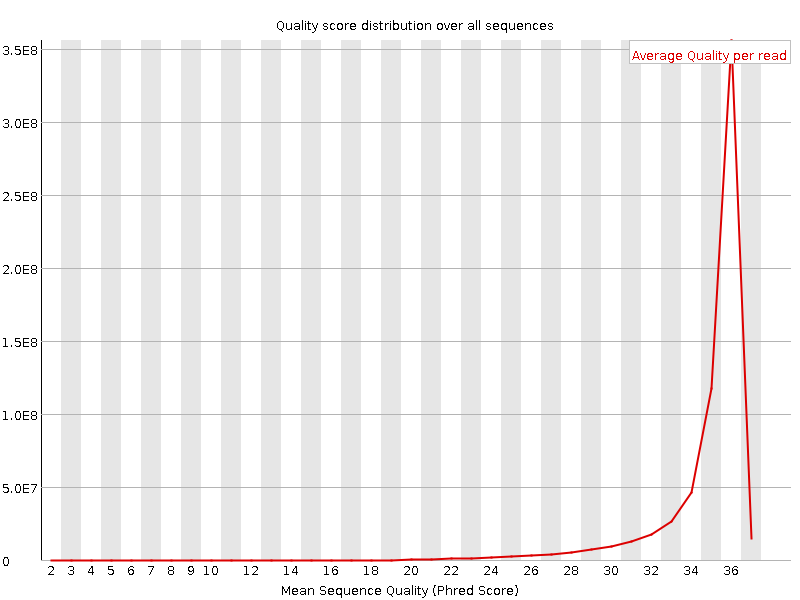 Quality score distribution over all sequences
Average Quality per read
3.5E8
3.0E8
2.5E8
2.0E8
1.5E8
1.0E8
5.0E7
0
2 3 4 5 6 7 8 9 10 12 14 16 18 20 22 24 26 28 30 32 34 36
Mean Sequence Quality (Phred Score)